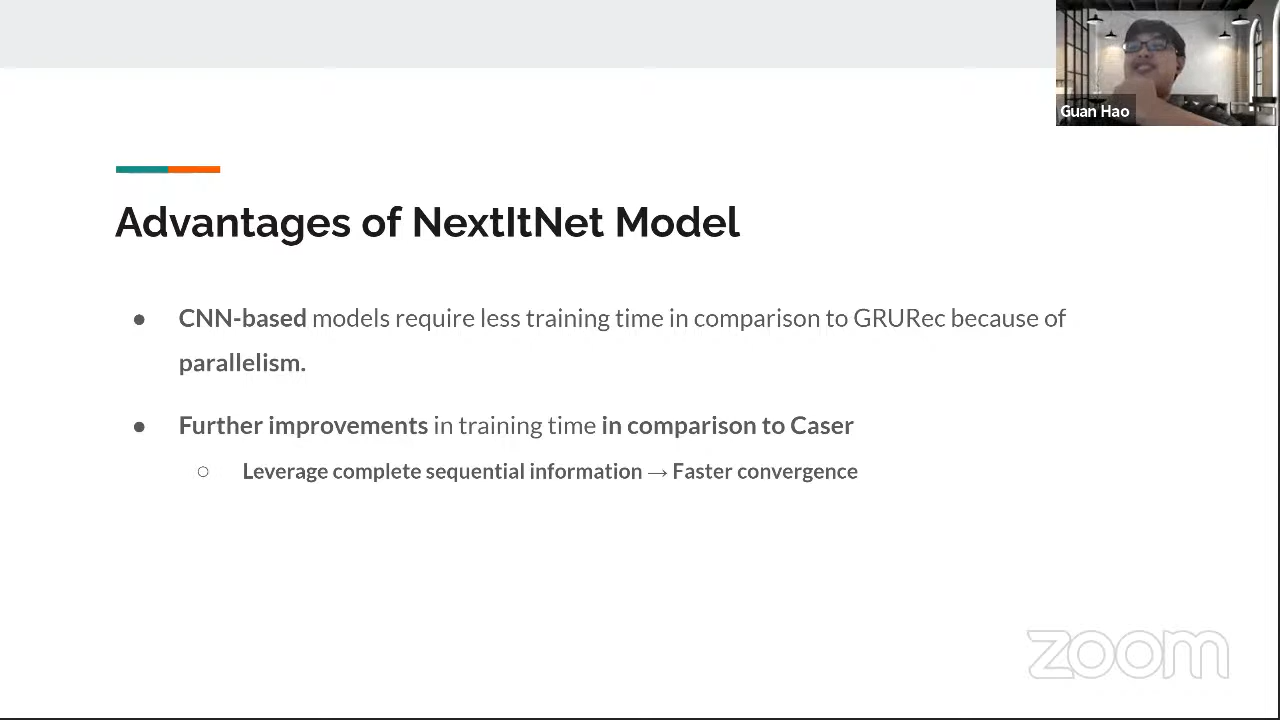 Guan Hao
Advantages of NextItNet Model
● CNN-based models require less training time in comparison to GRURec because of
parallelism.
● Further improvements in training time in comparison to Caser
○ Leverage complete sequential information → Faster convergence
zoom